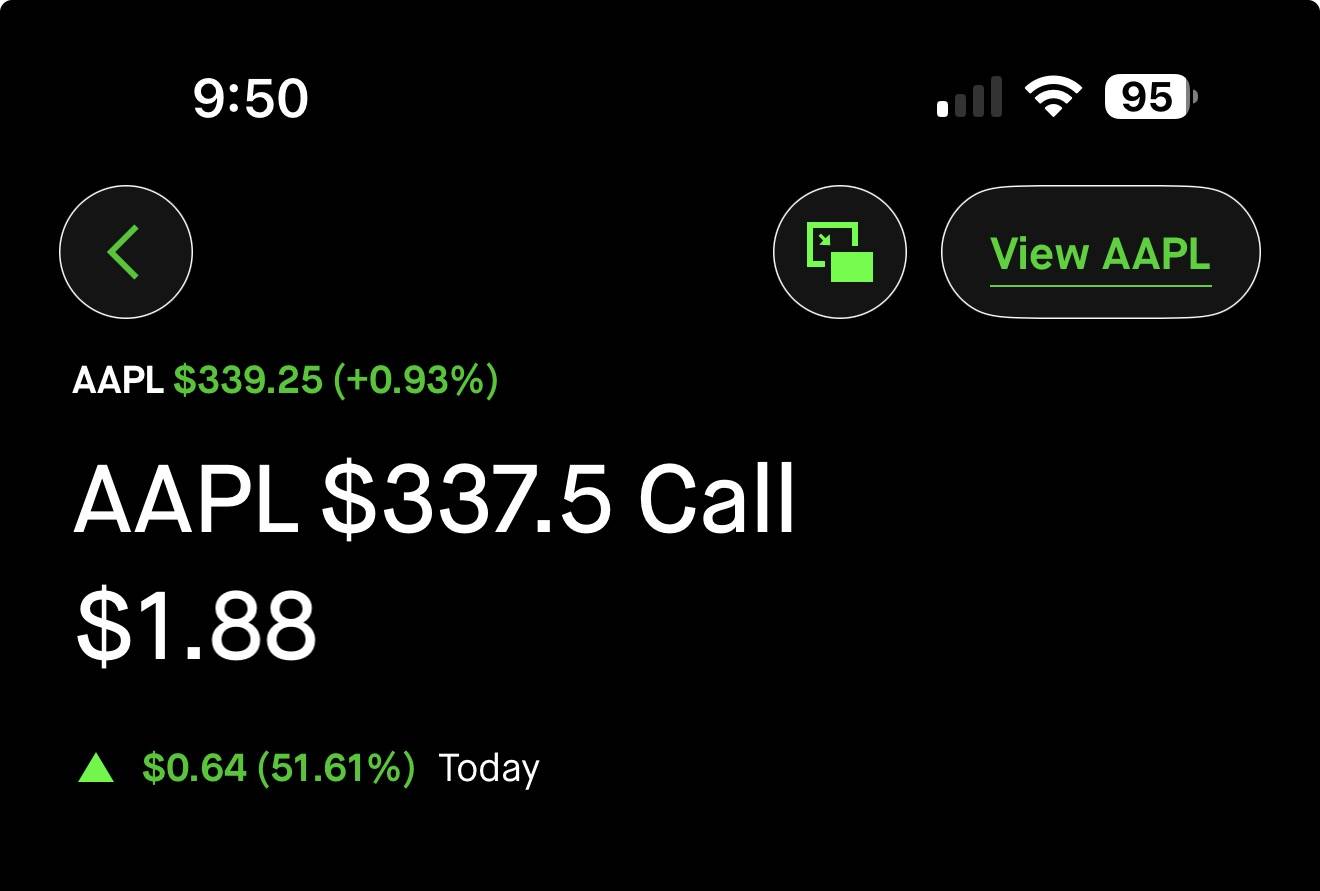 9:50
95
View AAPL
AAPL $339.25 (+0.93%)
AAPL $337.5 Call
$1.88
$0.64 (51.61%) Today